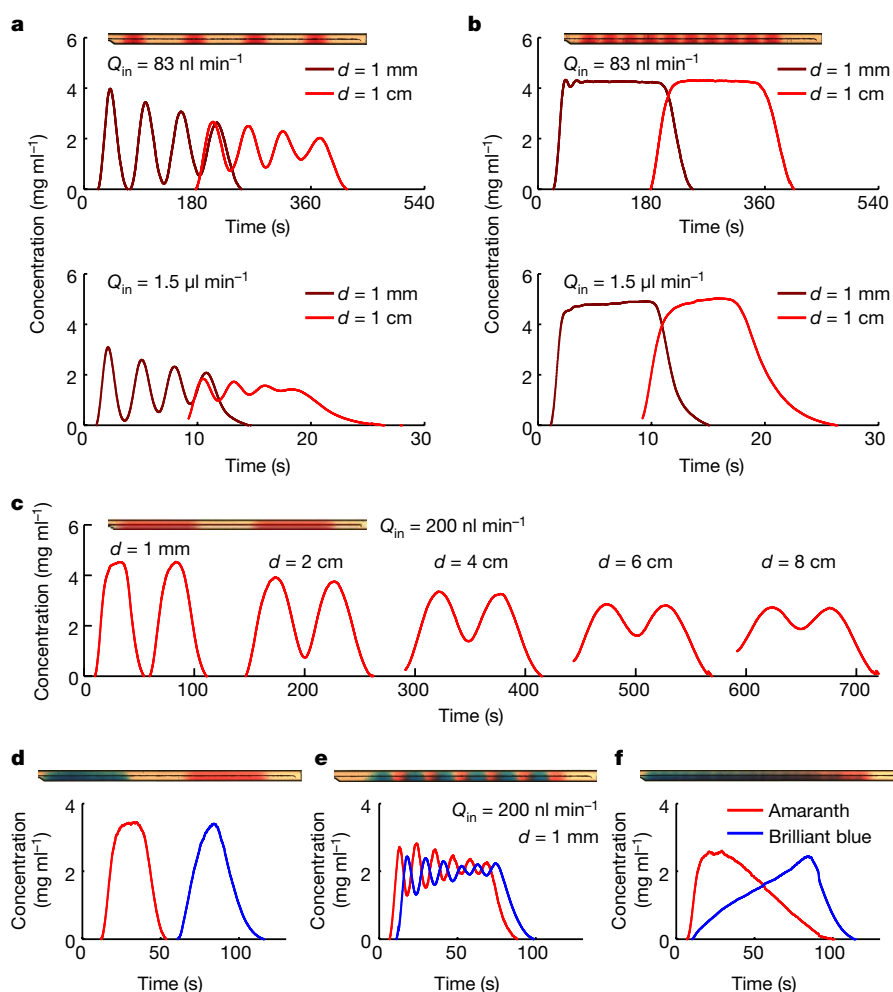 a
b
6
4
2
0
Q_in = 83 nl min⁻¹
d = 1 mm
d = 1 cm
180
360
540
Time (s)
6
4
2
0
Q_in = 83 nl min⁻¹
d = 1 mm
d = 1 cm
180
360
540
Time (s)
Concentration (mg ml⁻¹)
6
4
2
0
Q_in = 1.5 µl min⁻¹
d = 1 mm
d = 1 cm
0
10
20
30
Time (s)
6
4
2
0
Q_in = 1.5 µl min⁻¹
d = 1 mm
d = 1 cm
0
10
20
30
Time (s)
c
Concentration (mg ml⁻¹)
6
4
2
0
Q_in = 200 nl min⁻¹
d = 1 mm
d = 2 cm
d = 4 cm
d = 6 cm
d = 8 cm
0
100
200
300
400
500
600
700
Time (s)
d
Concentration
(mg ml⁻¹)
4
2
0
0
50
100
Time (s)
e
Concentration
(mg ml⁻¹)
4
2
0
Q_in = 200 nl min⁻¹
d = 1 mm
0
50
100
Time (s)
f
Concentration
(mg ml⁻¹)
4
2
0
Amaranth
Brilliant blue
0
50
100
Time (s)